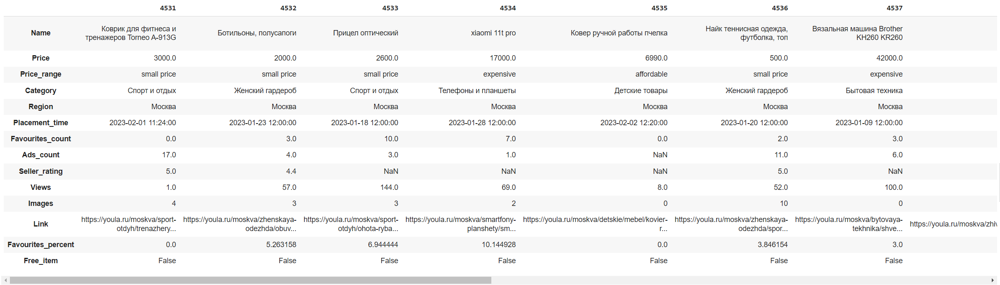 4531 4532 4533 4534 4535 4536 4537
Name Коврик для фитнеса и тренажеров Torneo A-913G Ботильоны, полусапоги Прицел оптический xiaomi 11t pro Ковер ручной работы пчелка Найк теннисная одежда, футболка, топ Вязальная машина Brother KH260 KR260
Price 3000.0 2000.0 2600.0 17000.0 6990.0 500.0 42000.0
Price_range small price small price small price expensive affordable small price expensive
Category Спорт и отдых Женский гардероб Спорт и отдых Телефоны и планшеты Детские товары Женский гардероб Бытовая техника
Region Москва Москва Москва Москва Москва Москва Москва
Placement_time 2023-02-01 11:24:00 2023-01-23 12:00:00 2023-01-18 12:00:00 2023-01-28 12:00:00 2023-02-02 12:20:00 2023-01-20 12:00:00 2023-01-09 12:00:00
Favourites_count 0.0 3.0 10.0 7.0 0.0 2.0 3.0
Ads_count 17.0 4.0 3.0 1.0 NaN 11.0 6.0
Seller_rating 5.0 4.4 NaN NaN NaN 5.0 NaN
Views 1.0 57.0 144.0 69.0 8.0 52.0 100.0
Images 4 3 3 2 0 10 0
Link https://youla.ru/moskva/sport-otdyh/trenazhery... https://youla.ru/moskva/zhenskaya-odezhda/obuv... https://youla.ru/moskva/sport-otdyh/ohota-ryba... https://youla.ru/moskva/smartfony-planshety/sm... https://youla.ru/moskva/detskie/mebel/kovier-r... https://youla.ru/moskva/zhenskaya-odezhda/spor... https://youla.ru/moskva/bytovaya-tekhnika/shve... https://youla.ru/moskva/zhiv
Favourites_percent 0.0 5.263158 6.944444 10.144928 0.0 3.846154 3.0
Free_item False False False False False False False